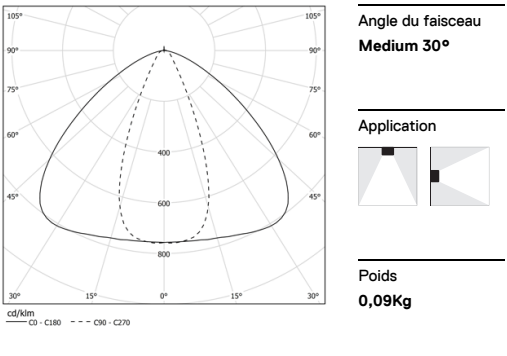 105° 105°
90° 90°
75° 75°
60° 60°
45° 45°
400
600
800
30° 15° 0° 15° 30°
cd/klm
C0 - C180 C90 - C270
Angle du faisceau
Medium 30°
Application
Poids
0,09Kg